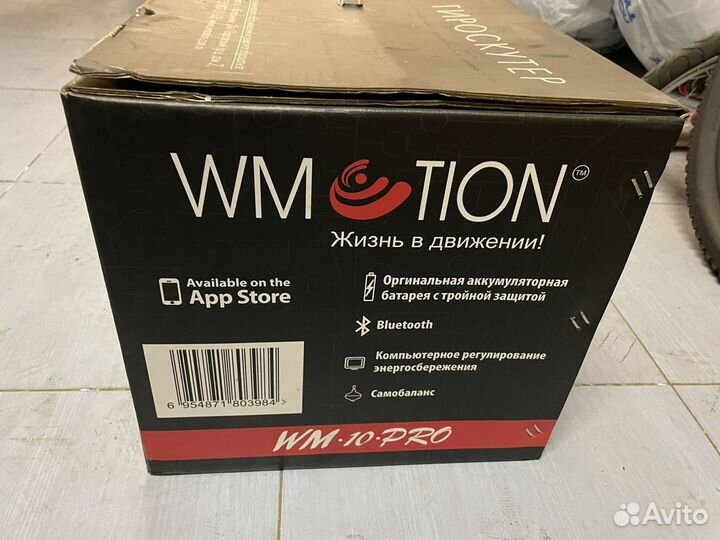 ГИРОСКУТЕР
WMOTION™
Жизнь в движении!
Available on the
App Store
Оргинальная аккумуляторная
батарея с тройной защитой
Bluetooth
Компьютерное регулирование
энергосбережения
Самобаланс
6 954871 803984 >
WM·10·PRO
Avito